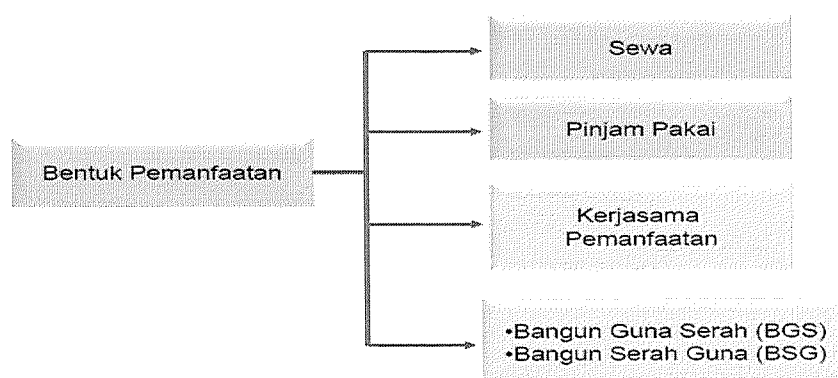 Sewa
Pinjam Pakai
Bentuk Pemanfaatan
Kerjasama
Pemanfaatan
•Bangun Guna Serah (BGS)
•Bangun Serah Guna (BSG)